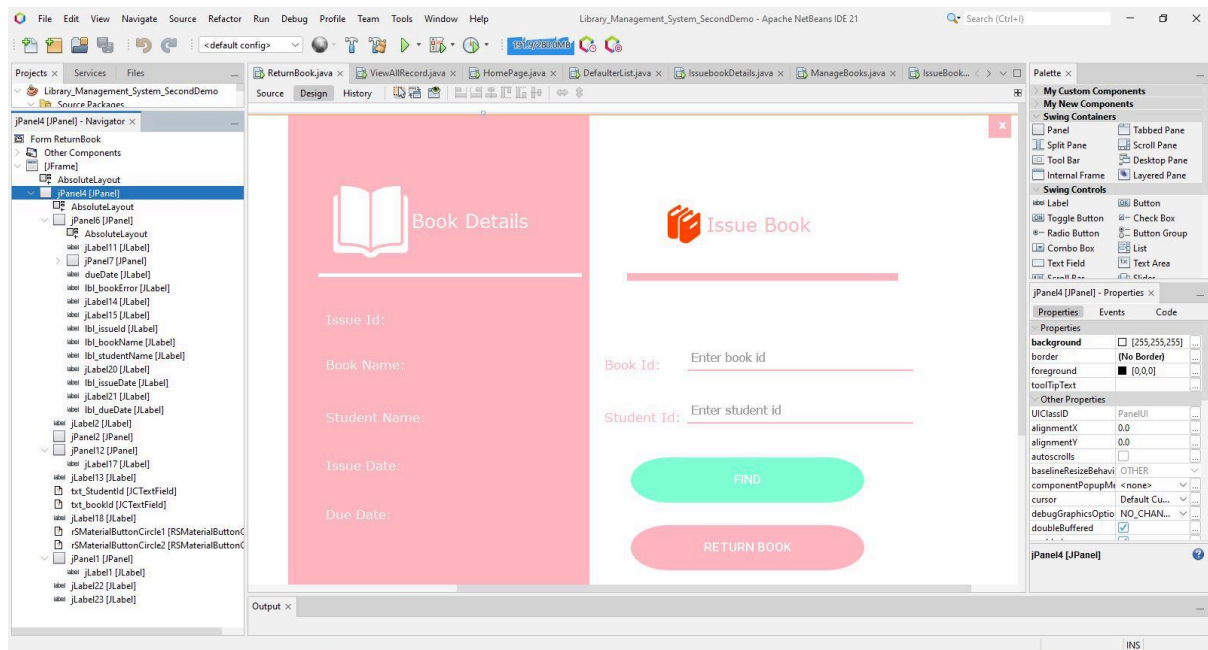 File Edit View Navigate Source Refactor Run Debug Profile Team Tools Window Help
Library_Management_System_SecondDemo - Apache NetBeans IDE 21
Search (Ctrl+I)
<default config>
191.9/280.0MB
Projects Services Files
Library_Management_System_SecondDemo
Source Packages
jPanel4 [JPanel] - Navigator
Form ReturnBook
Other Components
[JFrame]
AbsoluteLayout
jPanel4 [JPanel]
AbsoluteLayout
jPanel6 [JPanel]
AbsoluteLayout
jLabel11 [JLabel]
jPanel7 [JPanel]
dueDate [JLabel]
lbl_bookError [JLabel]
jLabel14 [JLabel]
jLabel15 [JLabel]
lbl_issueId [JLabel]
lbl_bookName [JLabel]
lbl_studentName [JLabel]
jLabel20 [JLabel]
lbl_issueDate [JLabel]
jLabel21 [JLabel]
lbl_dueDate [JLabel]
jLabel2 [JLabel]
jPanel2 [JPanel]
jPanel12 [JPanel]
jLabel17 [JLabel]
jLabel13 [JLabel]
txt_StudentId [JCTextField]
txt_bookId [JCTextField]
jLabel18 [JLabel]
rSMaterialButtonCircle1 [RSMaterialButtonC
rSMaterialButtonCircle2 [RSMaterialButtonC
jPanel1 [JPanel]
jLabel1 [JLabel]
jLabel22 [JLabel]
jLabel23 [JLabel]
ReturnBook.java ViewAllRecord.java HomePage.java DefaulterList.java IssuebookDetails.java ManageBooks.java IssueBook...
Source Design History
x
Book Details
Issue Book
Issue Id:
Book Name:
Book Id: Enter book id
Student Name:
Student Id: Enter student id
Issue Date:
FIND
Due Date:
RETURN BOOK
Output
Palette
My Custom Components
My New Components
Swing Containers
Panel Tabbed Pane
Split Pane Scroll Pane
Tool Bar Desktop Pane
Internal Frame Layered Pane
Swing Controls
label Label OK Button
Toggle Button Check Box
Radio Button Button Group
Combo Box List
Text Field Text Area
Scroll Bar Slider
jPanel4 [JPanel] - Properties
Properties Events Code
Properties
background [255,255,255] ...
border (No Border) ...
foreground [0,0,0] ...
toolTipText ...
Other Properties
UIClassID PanelUI ...
alignmentX 0.0 ...
alignmentY 0.0 ...
autoscrolls ...
baselineResizeBehavi OTHER
componentPopupMe <none> ...
cursor Default Cu... ...
debugGraphicsOptio NO_CHAN... ...
doubleBuffered ...
jPanel4 [JPanel]
INS